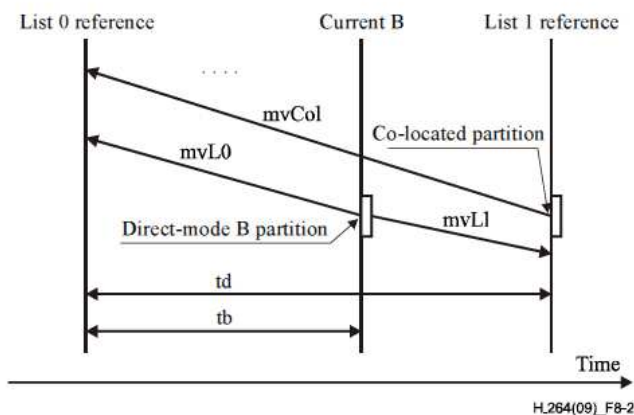 List 0 reference Current B List 1 reference
....
mvCol
Co-located partition
mvL0
Direct-mode B partition
mvL1
td
tb
Time
H.264(09)_F8-2